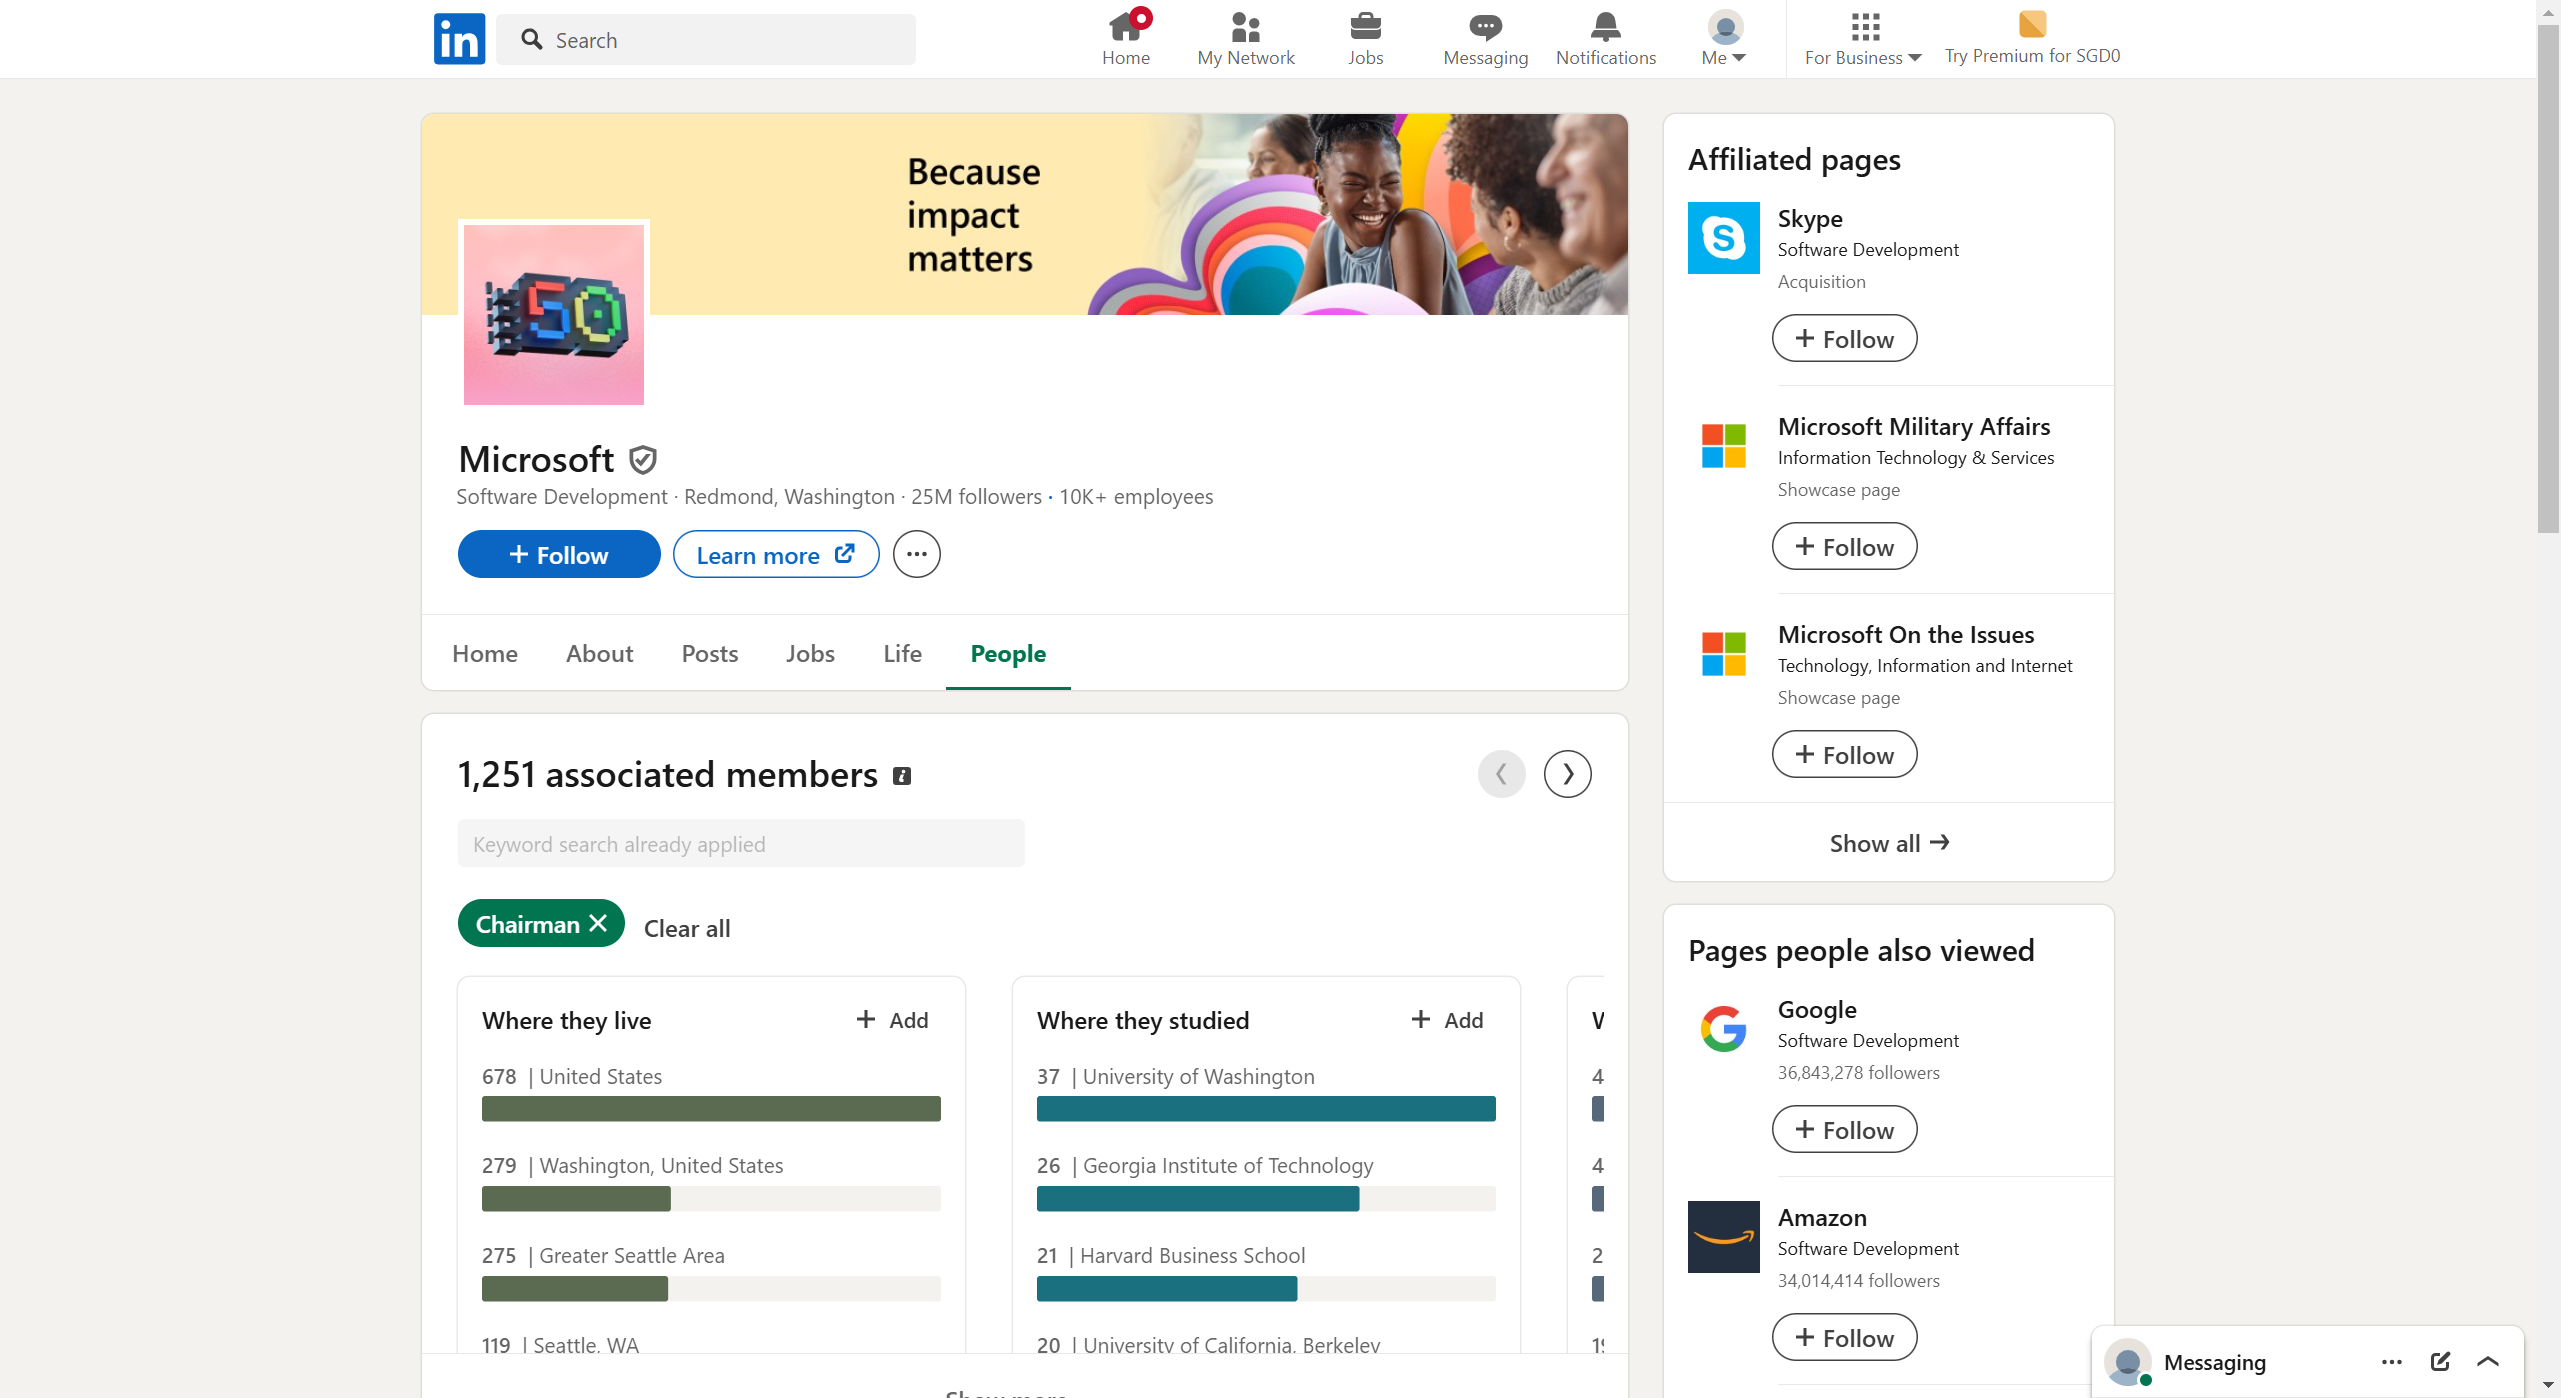 in
Search
Home
My Network
Jobs
Messaging
Notifications
Me
For Business
Try Premium for SGD0
Because
impact
matters
50
Microsoft
Software Development · Redmond, Washington · 25M followers · 10K+ employees
+ Follow
Learn more
Home
About
Posts
Jobs
Life
People
1,251 associated members
Keyword search already applied
Chairman
Clear all
Where they live
+ Add
678 | United States
279 | Washington, United States
275 | Greater Seattle Area
119 | Seattle, WA
Where they studied
+ Add
37 | University of Washington
26 | Georgia Institute of Technology
21 | Harvard Business School
20 | University of California, Berkeley
4
4
2
Show more
Affiliated pages
Skype
Software Development
Acquisition
+ Follow
Microsoft Military Affairs
Information Technology & Services
Showcase page
+ Follow
Microsoft On the Issues
Technology, Information and Internet
Showcase page
+ Follow
Show all →
Pages people also viewed
Google
Software Development
36,843,278 followers
+ Follow
Amazon
Software Development
34,014,414 followers
+ Follow
Messaging